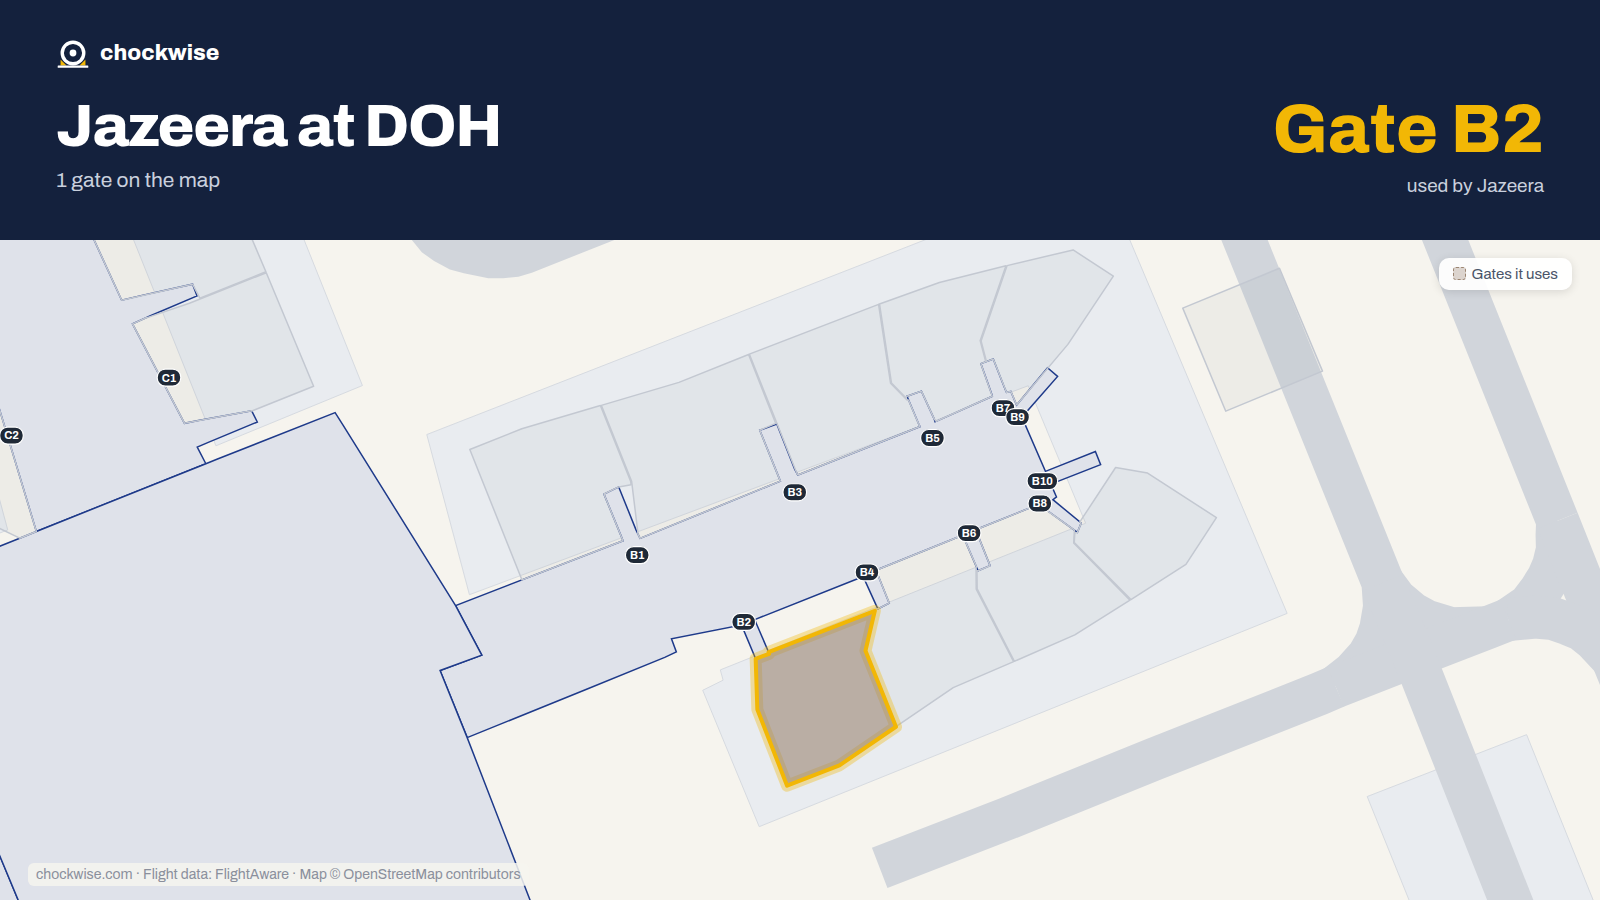 chockwise
Jazeera at DOH
1 gate on the map
Gate B2
used by Jazeera
Gates it uses
C1
C2
B7
B9
B5
B10
B3
B8
B6
B1
B4
B2
chockwise.com · Flight data: FlightAware · Map © OpenStreetMap contributors